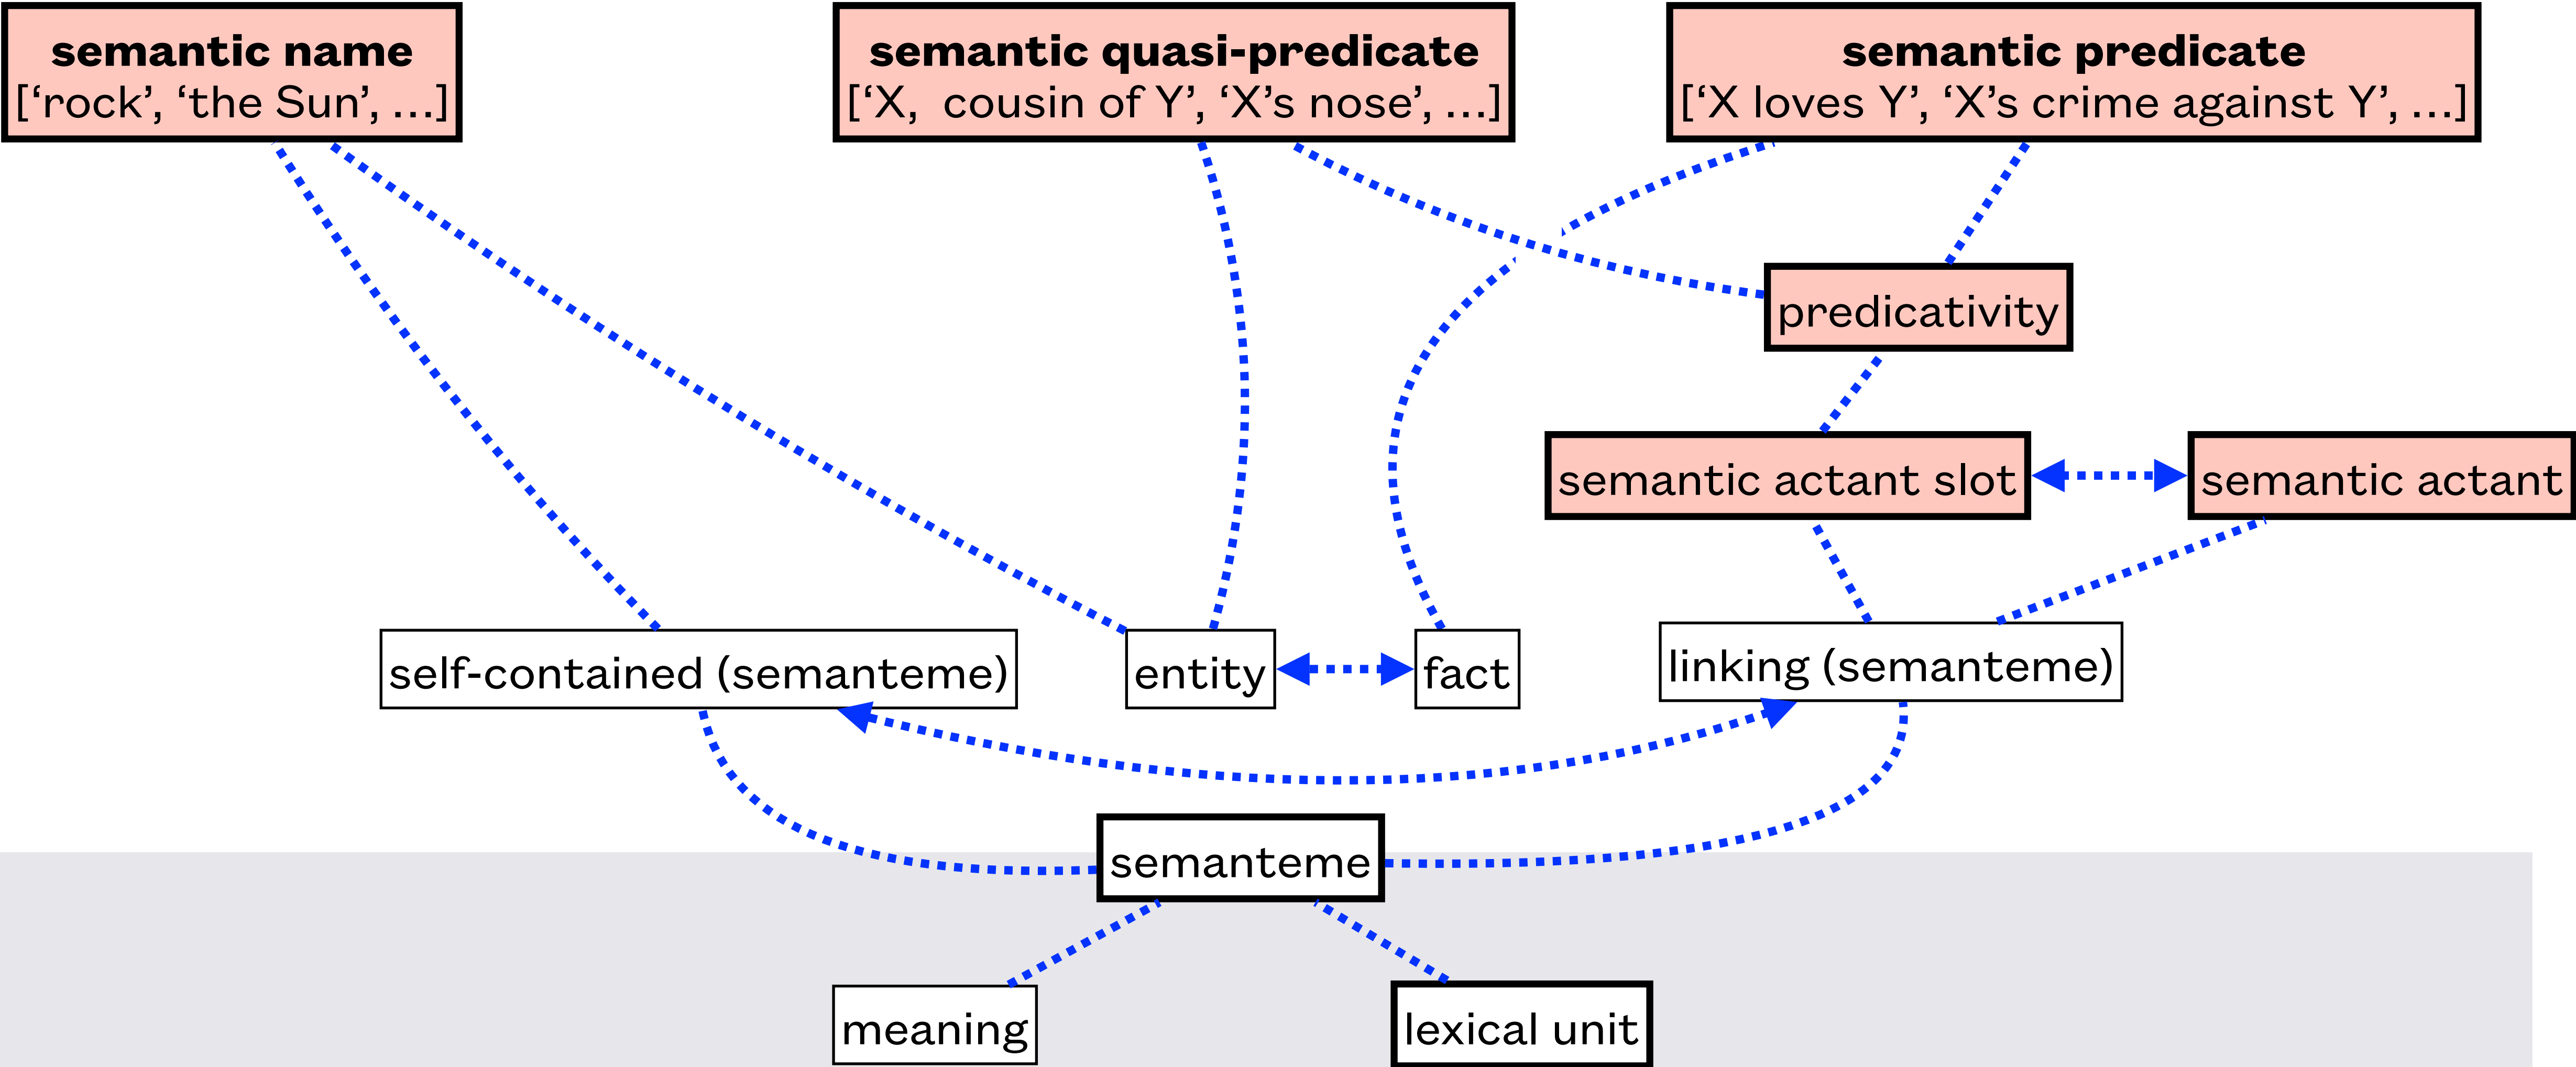 semantic name
[‘rock’, ‘the Sun’, …]
semantic quasi-predicate
[‘X,  cousin of Y’, ‘X’s nose’, …]
semantic predicate
[‘X loves Y’, ‘X’s crime against Y’, …]
predicativity
semantic actant slot
semantic actant
self-contained (semanteme)
entity
fact
linking (semanteme)
semanteme
meaning
lexical unit